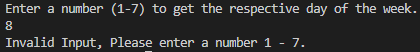 Enter a number (1-7) to get the respective day of the week.
8
Invalid Input, Please enter a number 1 - 7.